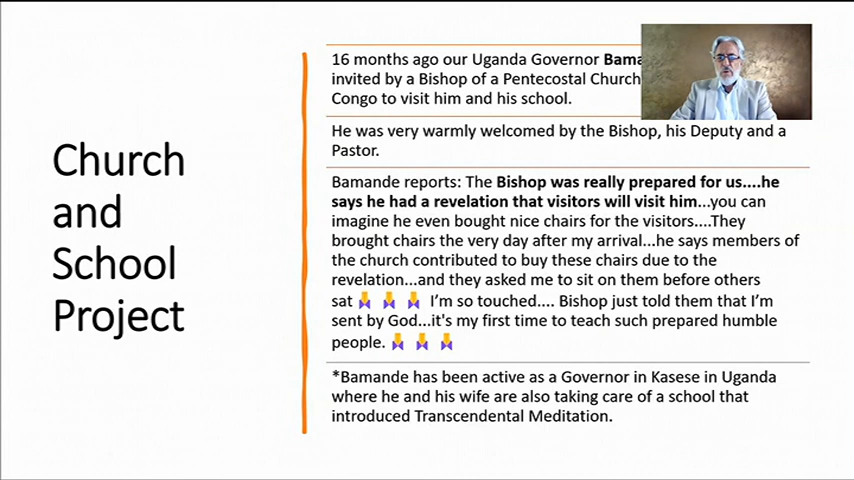 Church
and
School
Project
16 months ago our Uganda Governor
invited by a Bishop of a Pentecostal Church
Congo to visit him and his school.
He was very warmly welcomed by the Bishop, his Deputy and a
Pastor.
Bamande reports: The Bishop was really prepared for us....he
says he had a revelation that visitors will visit him...you can
imagine he even bought nice chairs for the visitors....They
brought chairs the very day after my arrival...he says members of
the church contributed to buy these chairs due to the
revelation...and they asked me to sit on them before others
sat 🙏 🙏 🙏 I'm so touched.... Bishop just told them that I'm
sent by God...it's my first time to teach such prepared humble
people. 🙏 🙏 🙏
*Bamande has been active as a Governor in Kasese in Uganda
where he and his wife are also taking care of a school that
introduced Transcendental Meditation.